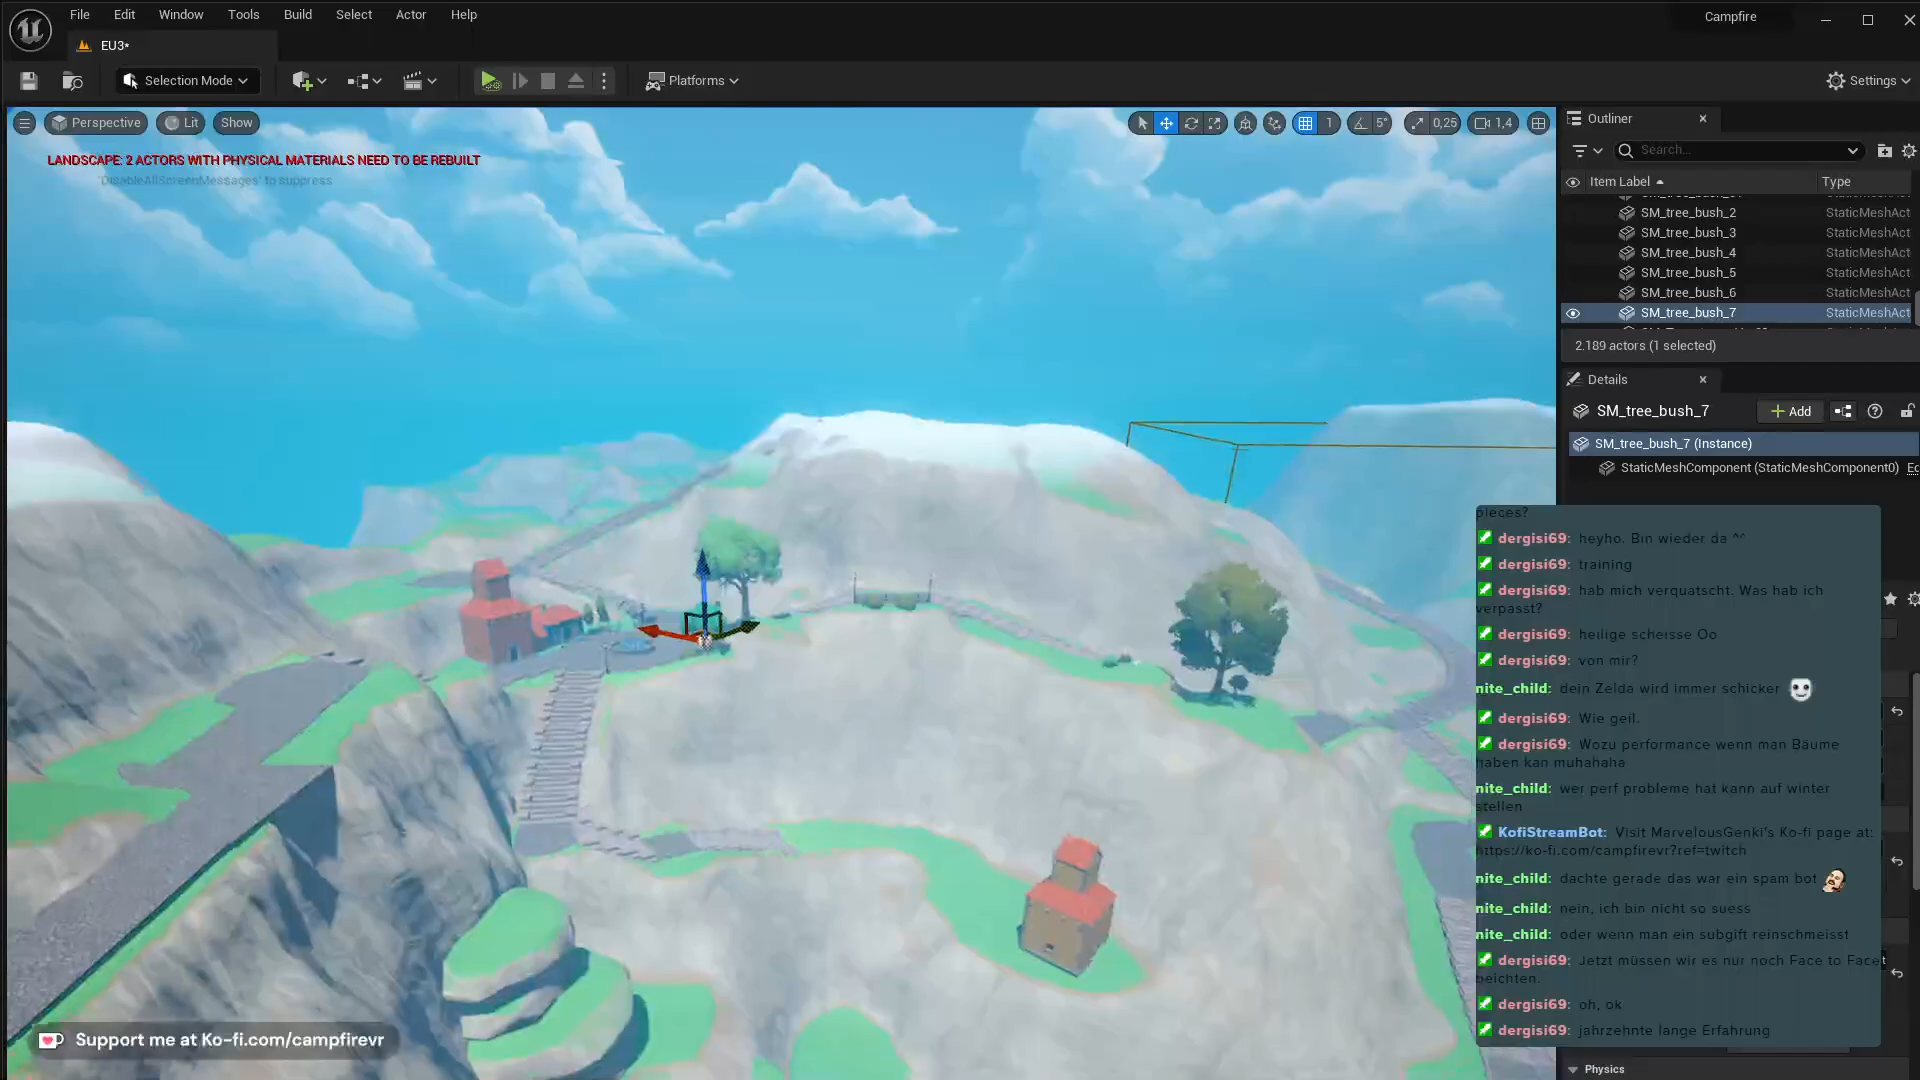 File Edit Window Tools Build Select Actor Help
Campfire
EU3*
Selection Mode
Platforms
Settings
Perspective Lit Show
1 5° 0,25 1,4
LANDSCAPE: 2 ACTORS WITH PHYSICAL MATERIALS NEED TO BE REBUILT
'DisableAllScreenMessages' to suppress
Outliner
Search...
Item Label Type
SM_tree_bush_2 StaticMeshAct
SM_tree_bush_3 StaticMeshAct
SM_tree_bush_4 StaticMeshAct
SM_tree_bush_5 StaticMeshAct
SM_tree_bush_6 StaticMeshAct
SM_tree_bush_7 StaticMeshAct
2.189 actors (1 selected)
Details
SM_tree_bush_7 Add
SM_tree_bush_7 (Instance)
StaticMeshComponent (StaticMeshComponent0)
pieces?
dergisi69: heyho. Bin wieder da ^^
dergisi69: training
dergisi69: hab mich verquatscht. Was hab ich
verpasst?
dergisi69: heilige scheisse Oo
dergisi69: von mir?
nite_child: dein Zelda wird immer schicker
dergisi69: Wie geil.
dergisi69: Wozu performance wenn man Bäume
haben kan muhahaha
nite_child: wer perf probleme hat kann auf winter
stellen
KofiStreamBot: Visit MarvelousGenki's Ko-fi page at:
https://ko-fi.com/campfirevr?ref=twitch
nite_child: dachte gerade das war ein spam bot
nite_child: nein, ich bin nicht so suess
nite_child: oder wenn man ein subgift reinschmeisst
dergisi69: Jetzt müssen wir es nur noch Face to Face
beichten.
dergisi69: oh, ok
dergisi69: jahrzehnte lange Erfahrung
Support me at Ko-fi.com/campfirevr
Physics